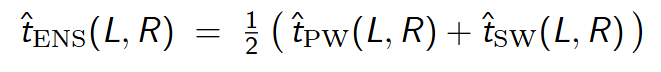 t̂_ENS(L, R) = ½ ( t̂_PW(L, R) + t̂_SW(L, R) )